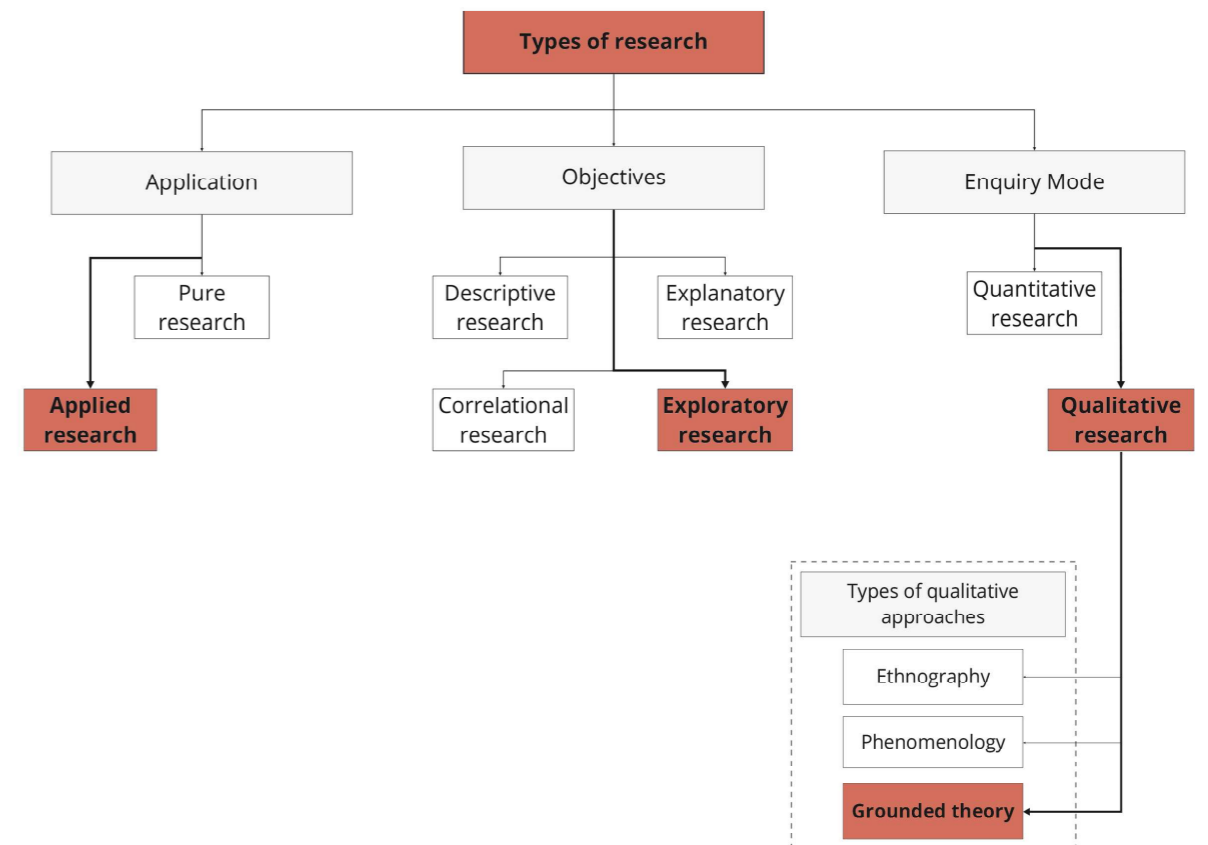 Types of research
Application
Objectives
Enquiry Mode
Pure
research
Descriptive
research
Explanatory
research
Quantitative
research
Applied
research
Correlational
research
Exploratory
research
Qualitative
research
Types of qualitative
approaches
Ethnography
Phenomenology
Grounded theory